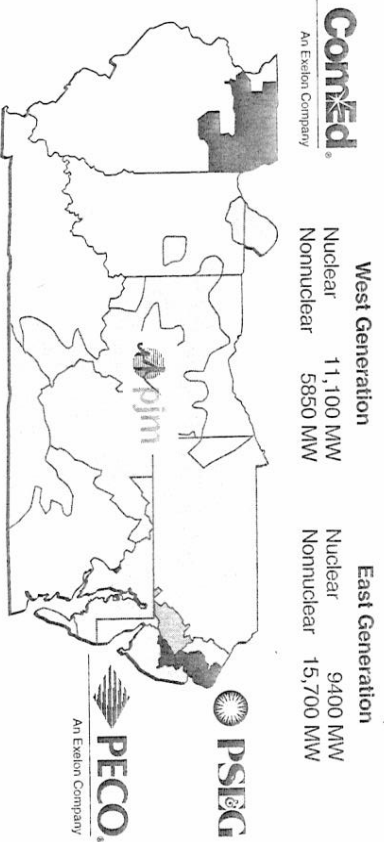 West Generation
Nuclear 11,100 MW
Nonnuclear 5850 MW
East Generation
Nuclear 9400 MW
Nonnuclear 15,700 MW
ComEd®
An Exelon Company
pjm
PSEG
PECO®
An Exelon Company